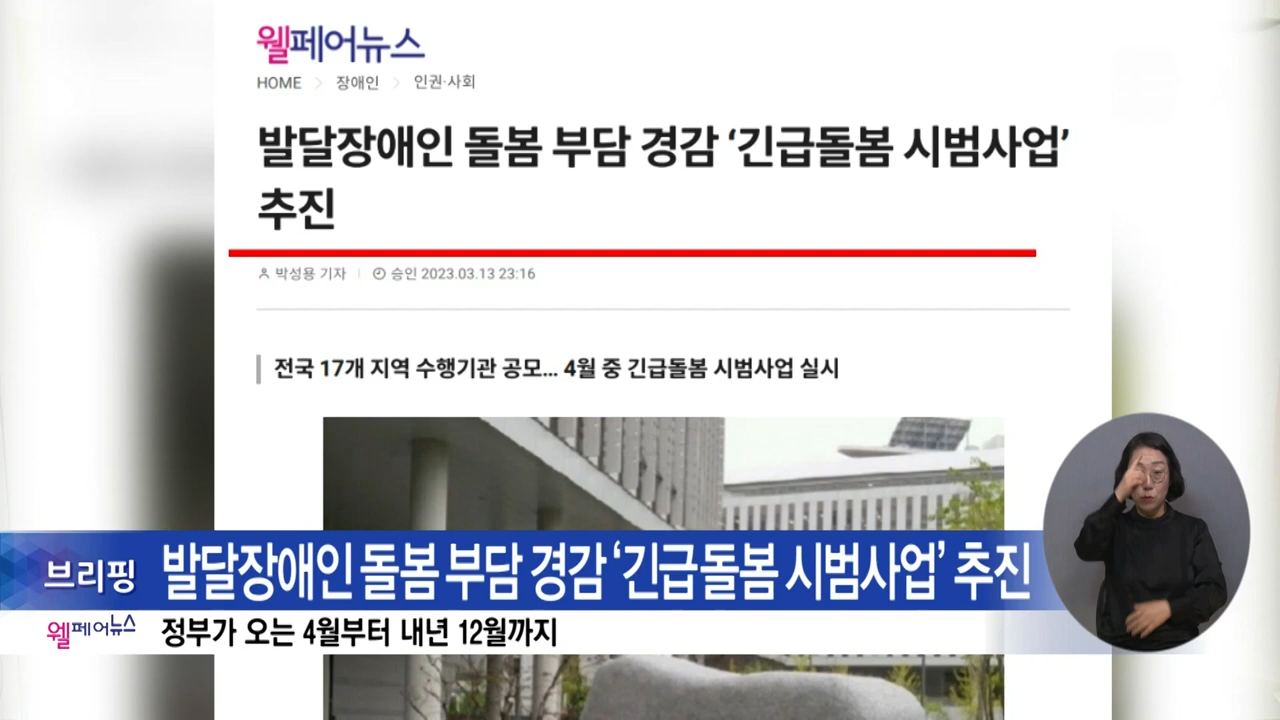 웰페어뉴스
HOME > 장애인 > 인권·사회
발달장애인 돌봄 부담 경감 ‘긴급돌봄 시범사업’
추진
박성용 기자 | 승인 2023.03.13 23:16
전국 17개 지역 수행기관 공모... 4월 중 긴급돌봄 시범사업 실시
브리핑 발달장애인 돌봄 부담 경감 ‘긴급돌봄 시범사업’ 추진
웰페어뉴스 정부가 오는 4월부터 내년 12월까지